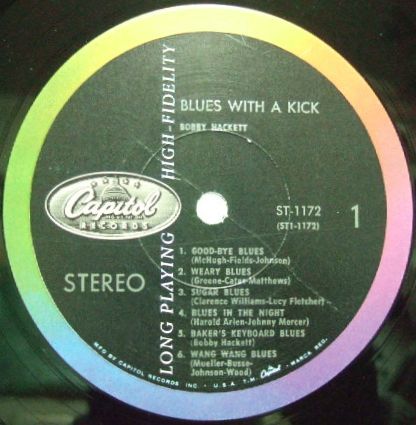 BLUES WITH A KICK
BOBBY HACKETT
LONG PLAYING HIGH-FIDELITY
Capitol
RECORDS
STEREO
ST-1172
(ST1-1172)
1
1. GOOD-BYE BLUES
(McHugh-Fields-Johnson)
2. WEARY BLUES
(Greene-Cates-Matthews)
3. SUGAR BLUES
(Clarence Williams-Lucy Fletcher)
4. BLUES IN THE NIGHT
(Harold Arlen-Johnny Mercer)
5. BAKER'S KEYBOARD BLUES
(Bobby Hackett)
6. WANG WANG BLUES
(Mueller-Busse-
Johnson-Wood)
MFD BY CAPITOL RECORDS INC. • U.S.A. T.M. MARCA REG.